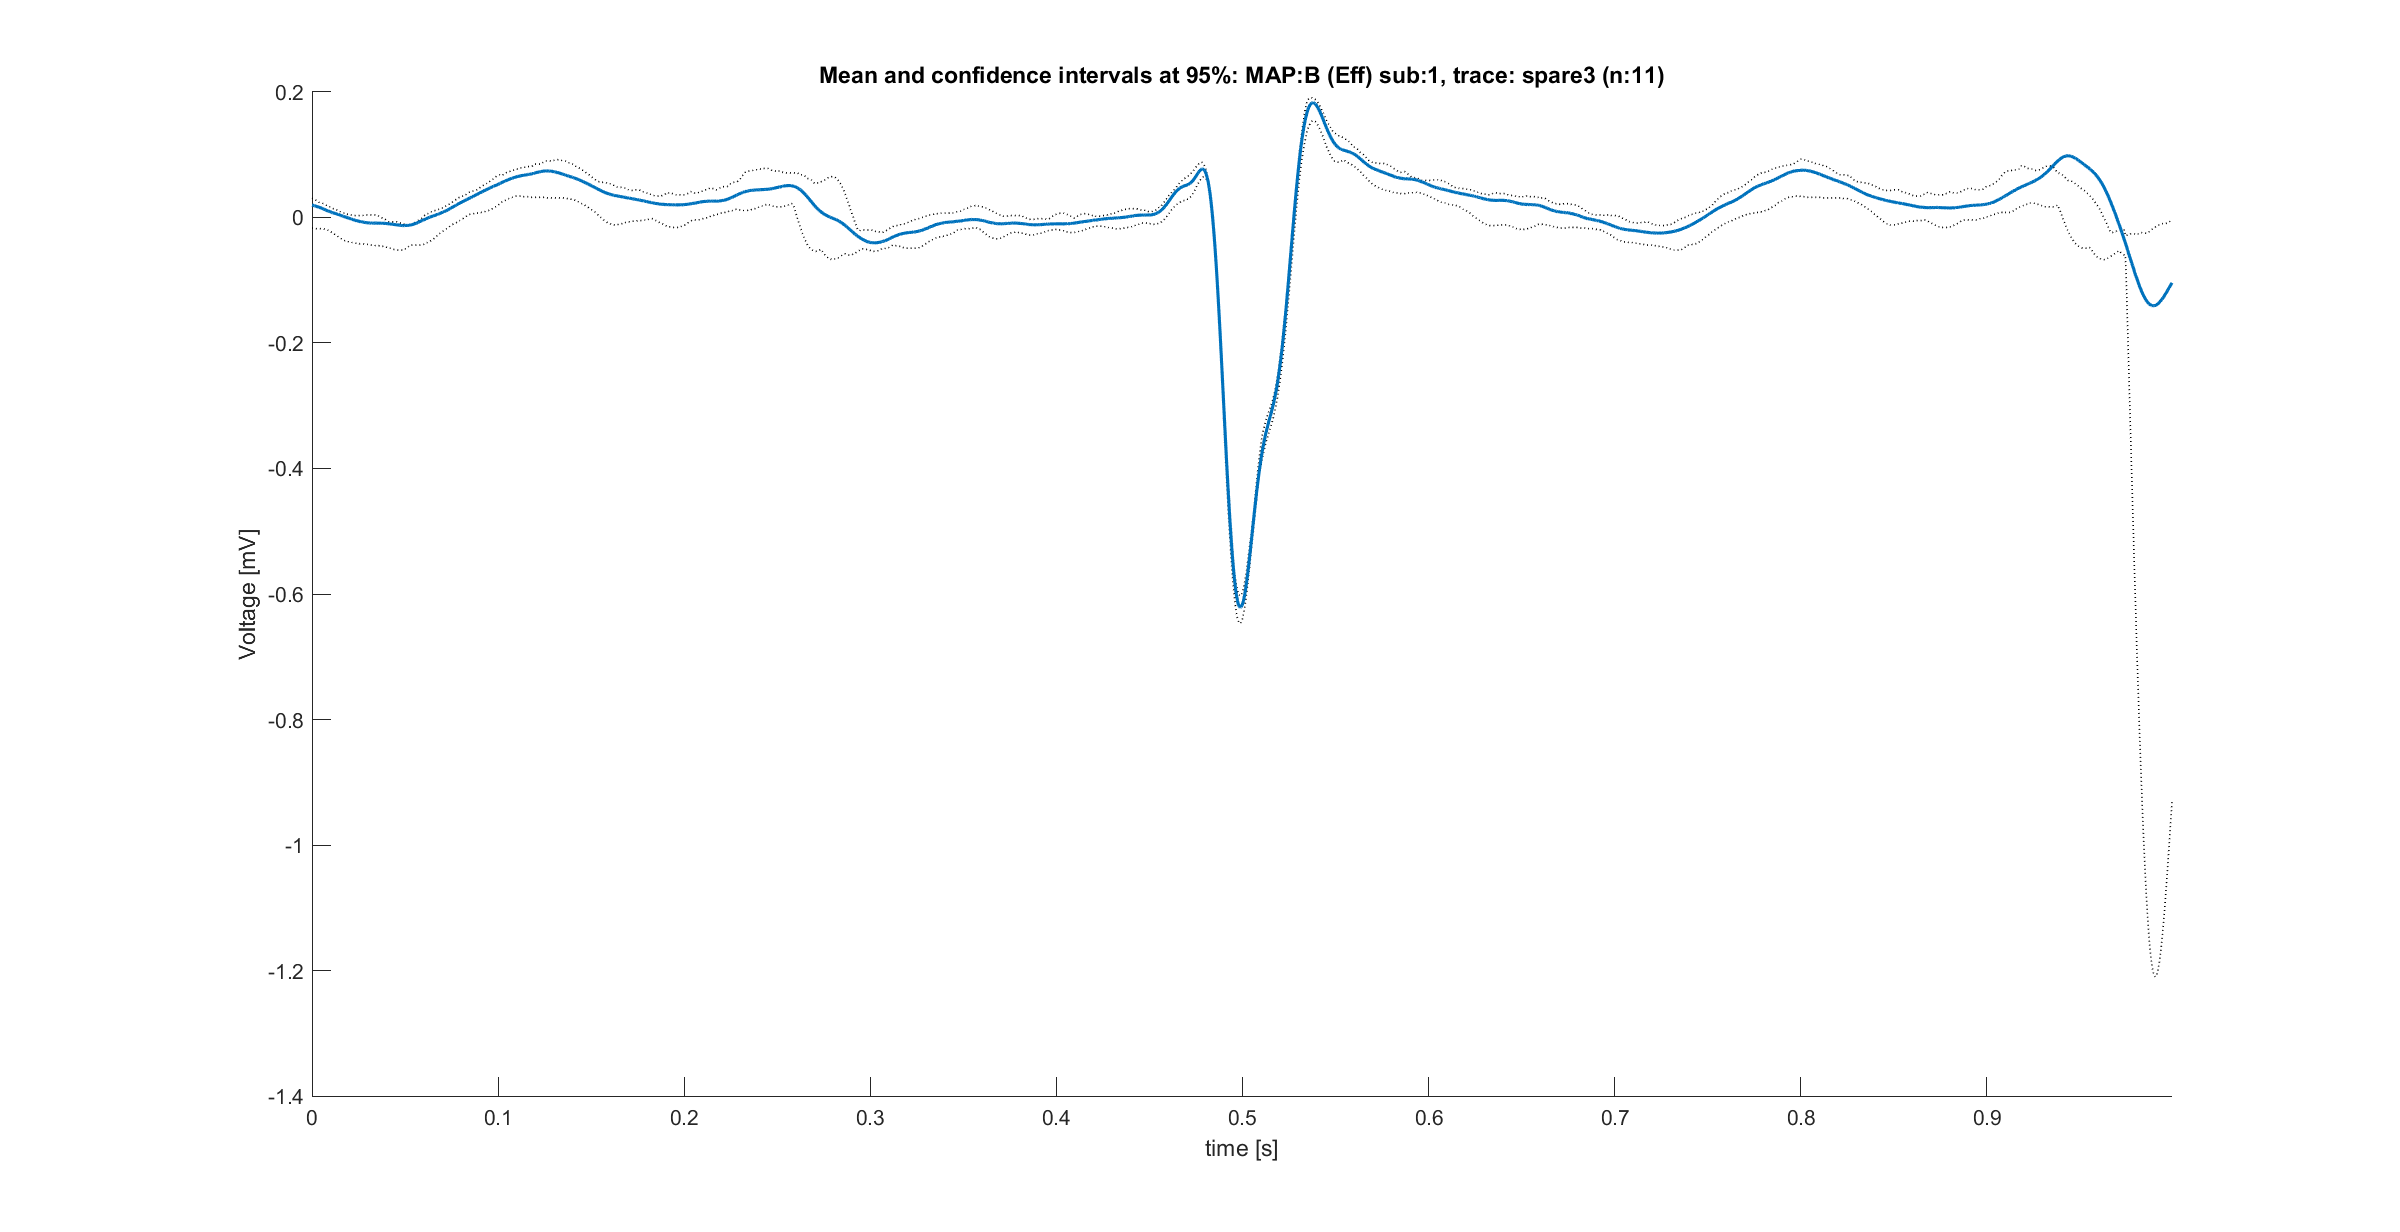 Mean and confidence intervals at 95%: MAP:B (Eff) sub:1, trace: spare3 (n:11)
0.2
0
-0.2
-0.4
-0.6
-0.8
-1
-1.2
-1.4
Voltage [mV]
0 0.1 0.2 0.3 0.4 0.5 0.6 0.7 0.8 0.9
time [s]